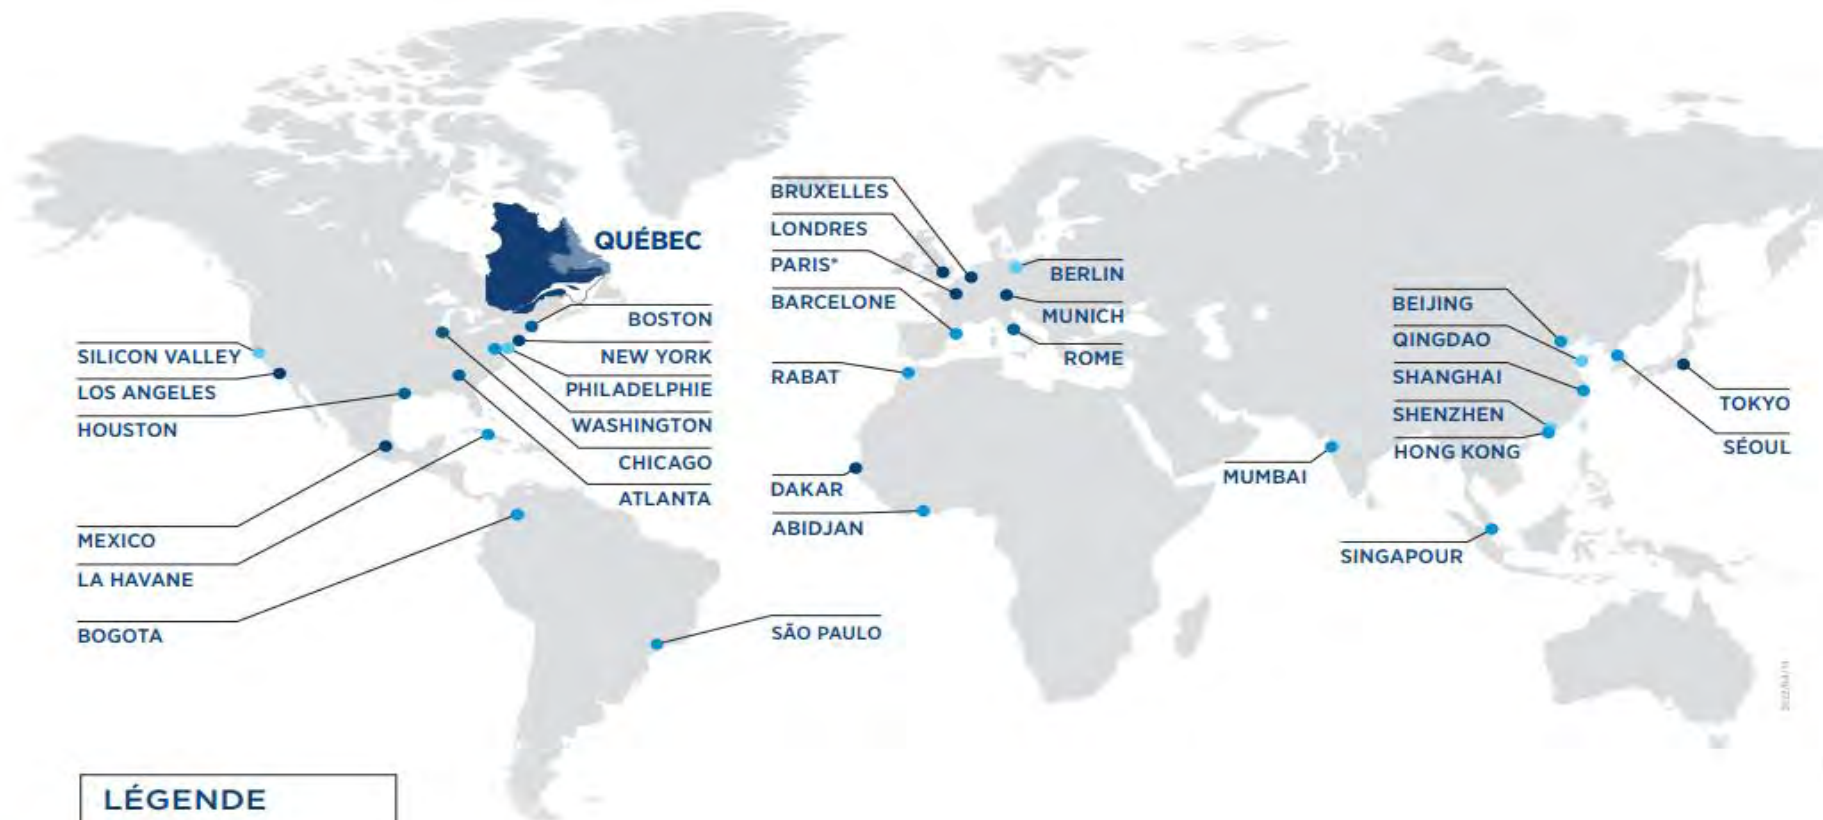 QUÉBEC
SILICON VALLEY
LOS ANGELES
HOUSTON
MEXICO
LA HAVANE
BOGOTA
BOSTON
NEW YORK
PHILADELPHIE
WASHINGTON
CHICAGO
ATLANTA
BRUXELLES
LONDRES
PARIS*
BARCELONE
RABAT
DAKAR
ABIDJAN
SÃO PAULO
BERLIN
MUNICH
ROME
MUMBAI
SINGAPOUR
BEIJING
QINGDAO
SHANGHAI
SHENZHEN
HONG KONG
TOKYO
SÉOUL
LÉGENDE